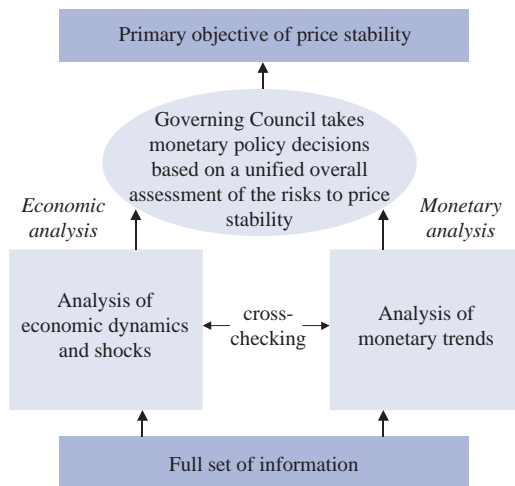 Primary objective of price stability
Governing Council takes
monetary policy decisions
based on a unified overall
assessment of the risks to price
stability
Economic
analysis
Monetary
analysis
Analysis of
economic dynamics
and shocks
cross-
checking
Analysis of
monetary trends
Full set of information